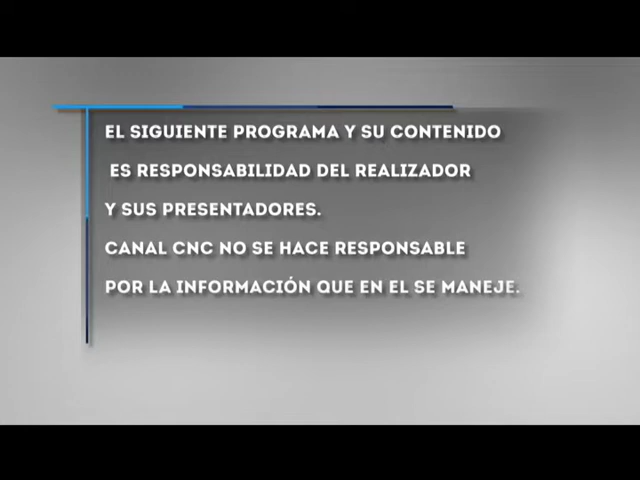 EL SIGUIENTE PROGRAMA Y SU CONTENIDO
ES RESPONSABILIDAD DEL REALIZADOR
Y SUS PRESENTADORES.
CANAL CNC NO SE HACE RESPONSABLE
POR LA INFORMACIÓN QUE EN EL SE MANEJE.